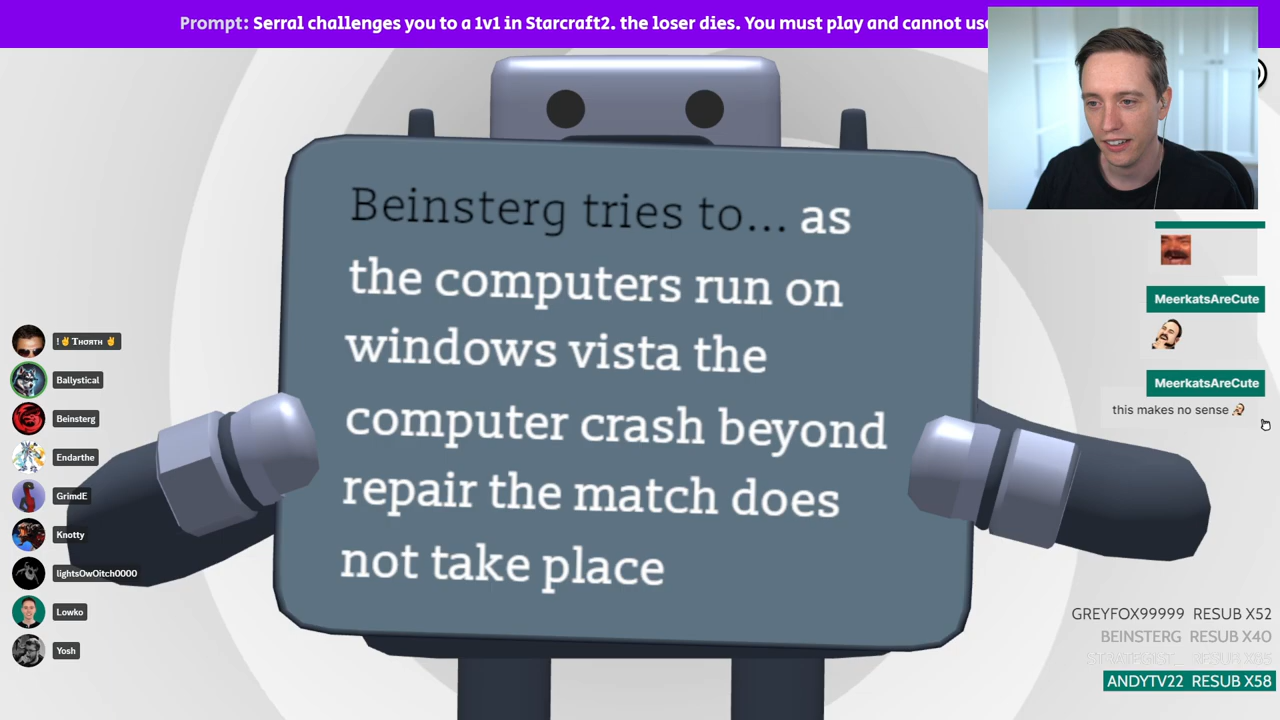 Prompt: Serral challenges you to a 1v1 in Starcraft2. the loser dies. You must play and cannot use
Beinsterg tries to... as
the computers run on
windows vista the
computer crash beyond
repair the match does
not take place
!✌Tнσятн ✌
Ballystical
Beinsterg
Endarthe
GrimdE
Knotty
lightsOwOitch0000
Lowko
Yosh
MeerkatsAreCute
MeerkatsAreCute
this makes no sense
GREYFOX99999 RESUB X52
BEINSTERG RESUB X40
ANDYTV22 RESUB X58